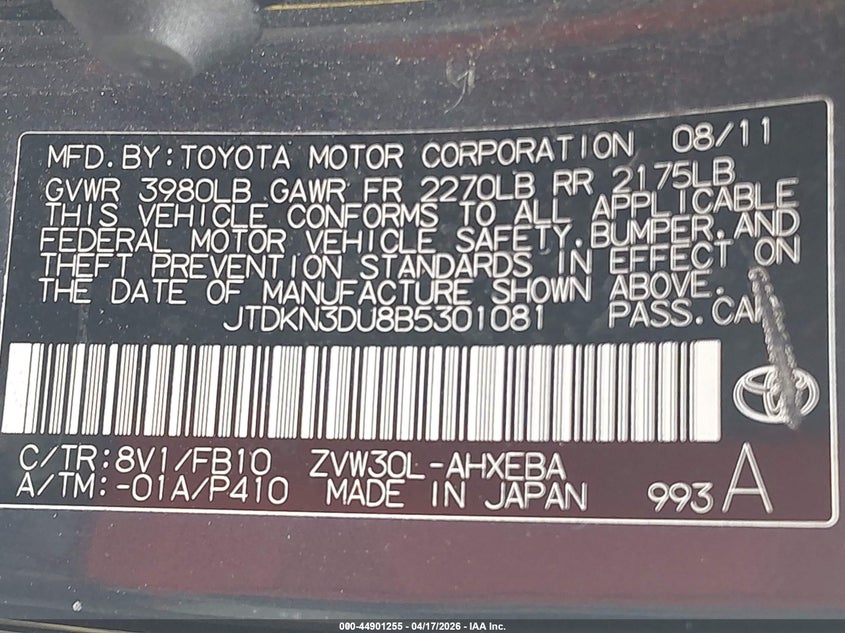 MFD. BY: TOYOTA MOTOR CORPORATION 08/11
GVWR 3980LB GAWR FR 2270LB RR 2175LB
THIS VEHICLE CONFORMS TO ALL APPLICABLE
FEDERAL MOTOR VEHICLE SAFETY, BUMPER, AND
THEFT PREVENTION STANDARDS IN EFFECT ON
THE DATE OF MANUFACTURE SHOWN ABOVE.
JTDKN3DU8B5301081 PASS. CAR
C/TR: 8V1/FB10 ZVW30L-AHXEBA
A/TM: -01A/P410 MADE IN JAPAN 993 A
000-44901255 - 04/17/2026 - IAA Inc.